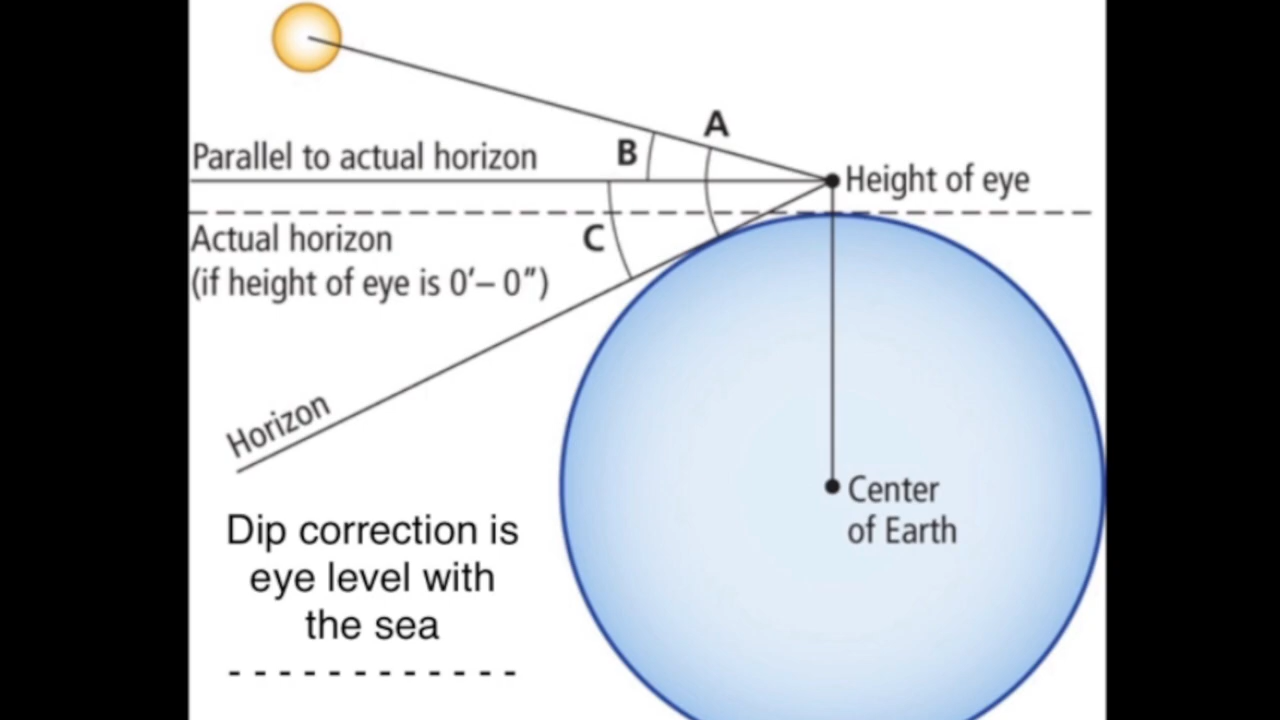 A
B
Parallel to actual horizon
Height of eye
Actual horizon
(if height of eye is 0′– 0″)
C
Horizon
Center
of Earth
Dip correction is
eye level with
the sea